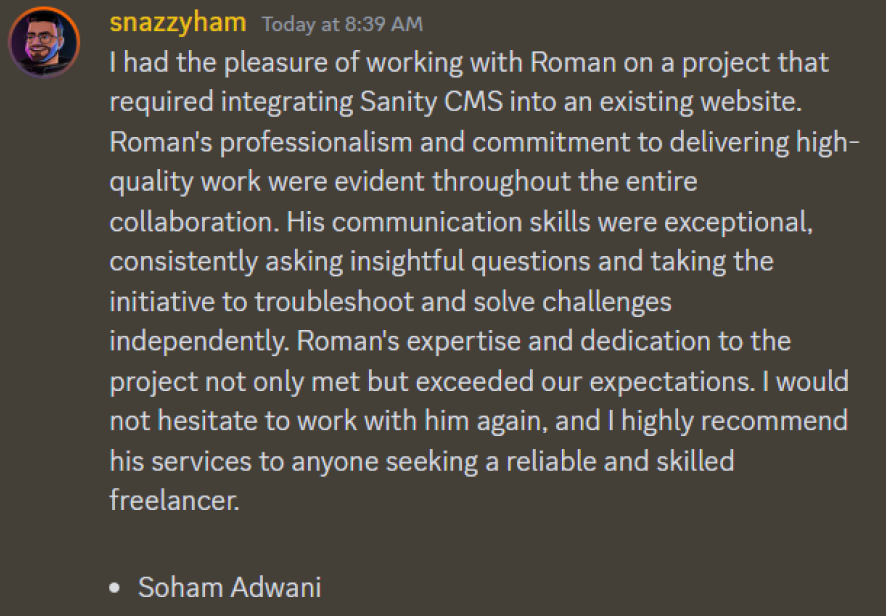 snazzyham Today at 8:39 AM
I had the pleasure of working with Roman on a project that
required integrating Sanity CMS into an existing website.
Roman's professionalism and commitment to delivering high-
quality work were evident throughout the entire
collaboration. His communication skills were exceptional,
consistently asking insightful questions and taking the
initiative to troubleshoot and solve challenges
independently. Roman's expertise and dedication to the
project not only met but exceeded our expectations. I would
not hesitate to work with him again, and I highly recommend
his services to anyone seeking a reliable and skilled
freelancer.
• Soham Adwani